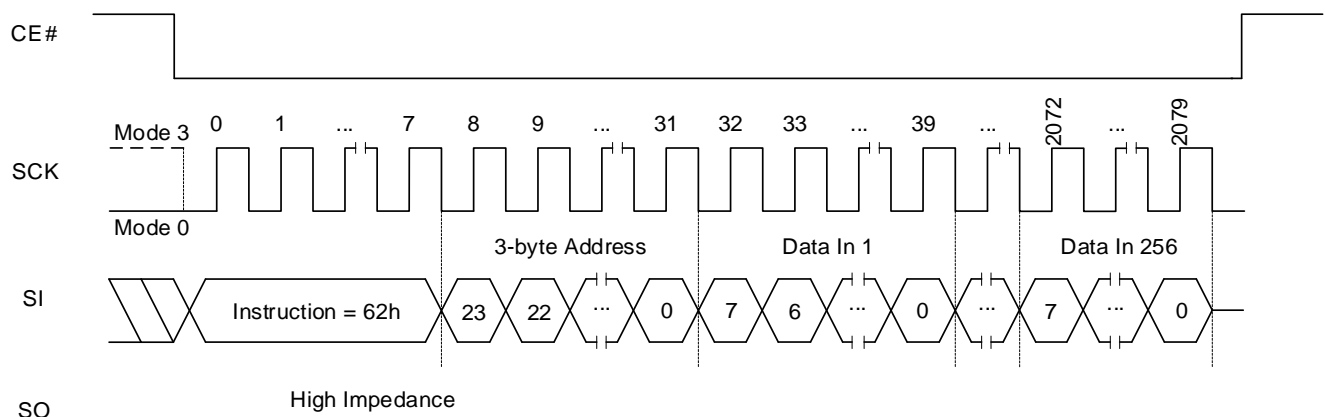 CE#
0 1 ... 7 8 9 ... 31 32 33 ... 39 ... 2072 ... 2079
Mode 3
SCK
Mode 0
3-byte Address Data In 1 Data In 256
SI Instruction = 62h 23 22 ... 0 7 6 ... 0 ... 7 ... 0
High Impedance
SO